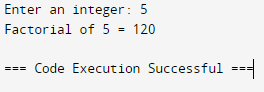 Enter an integer: 5
Factorial of 5 = 120
=== Code Execution Successful ===